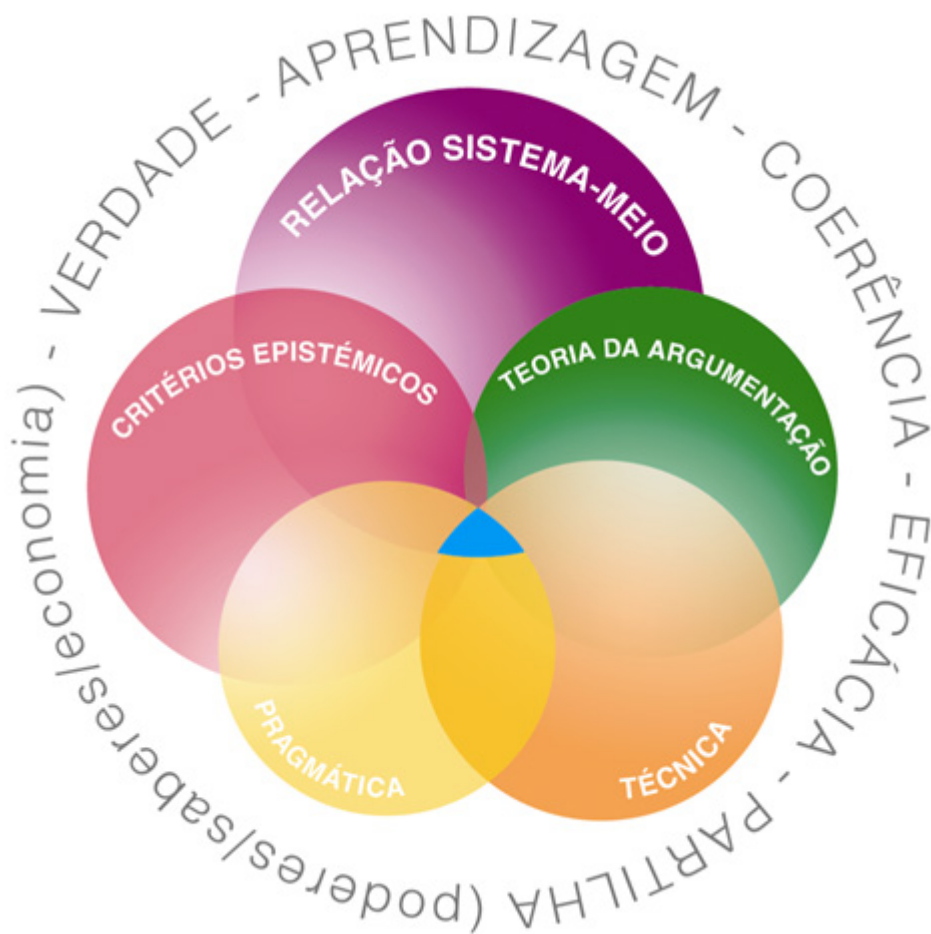 VERDADE - APRENDIZAGEM - COERÊNCIA - EFICÁCIA - PARTILHA (poderes/saberes/economia) -
RELAÇÃO SISTEMA-MEIO
CRITÉRIOS EPISTÉMICOS
TEORIA DA ARGUMENTAÇÃO
PRAGMÁTICA
TÉCNICA